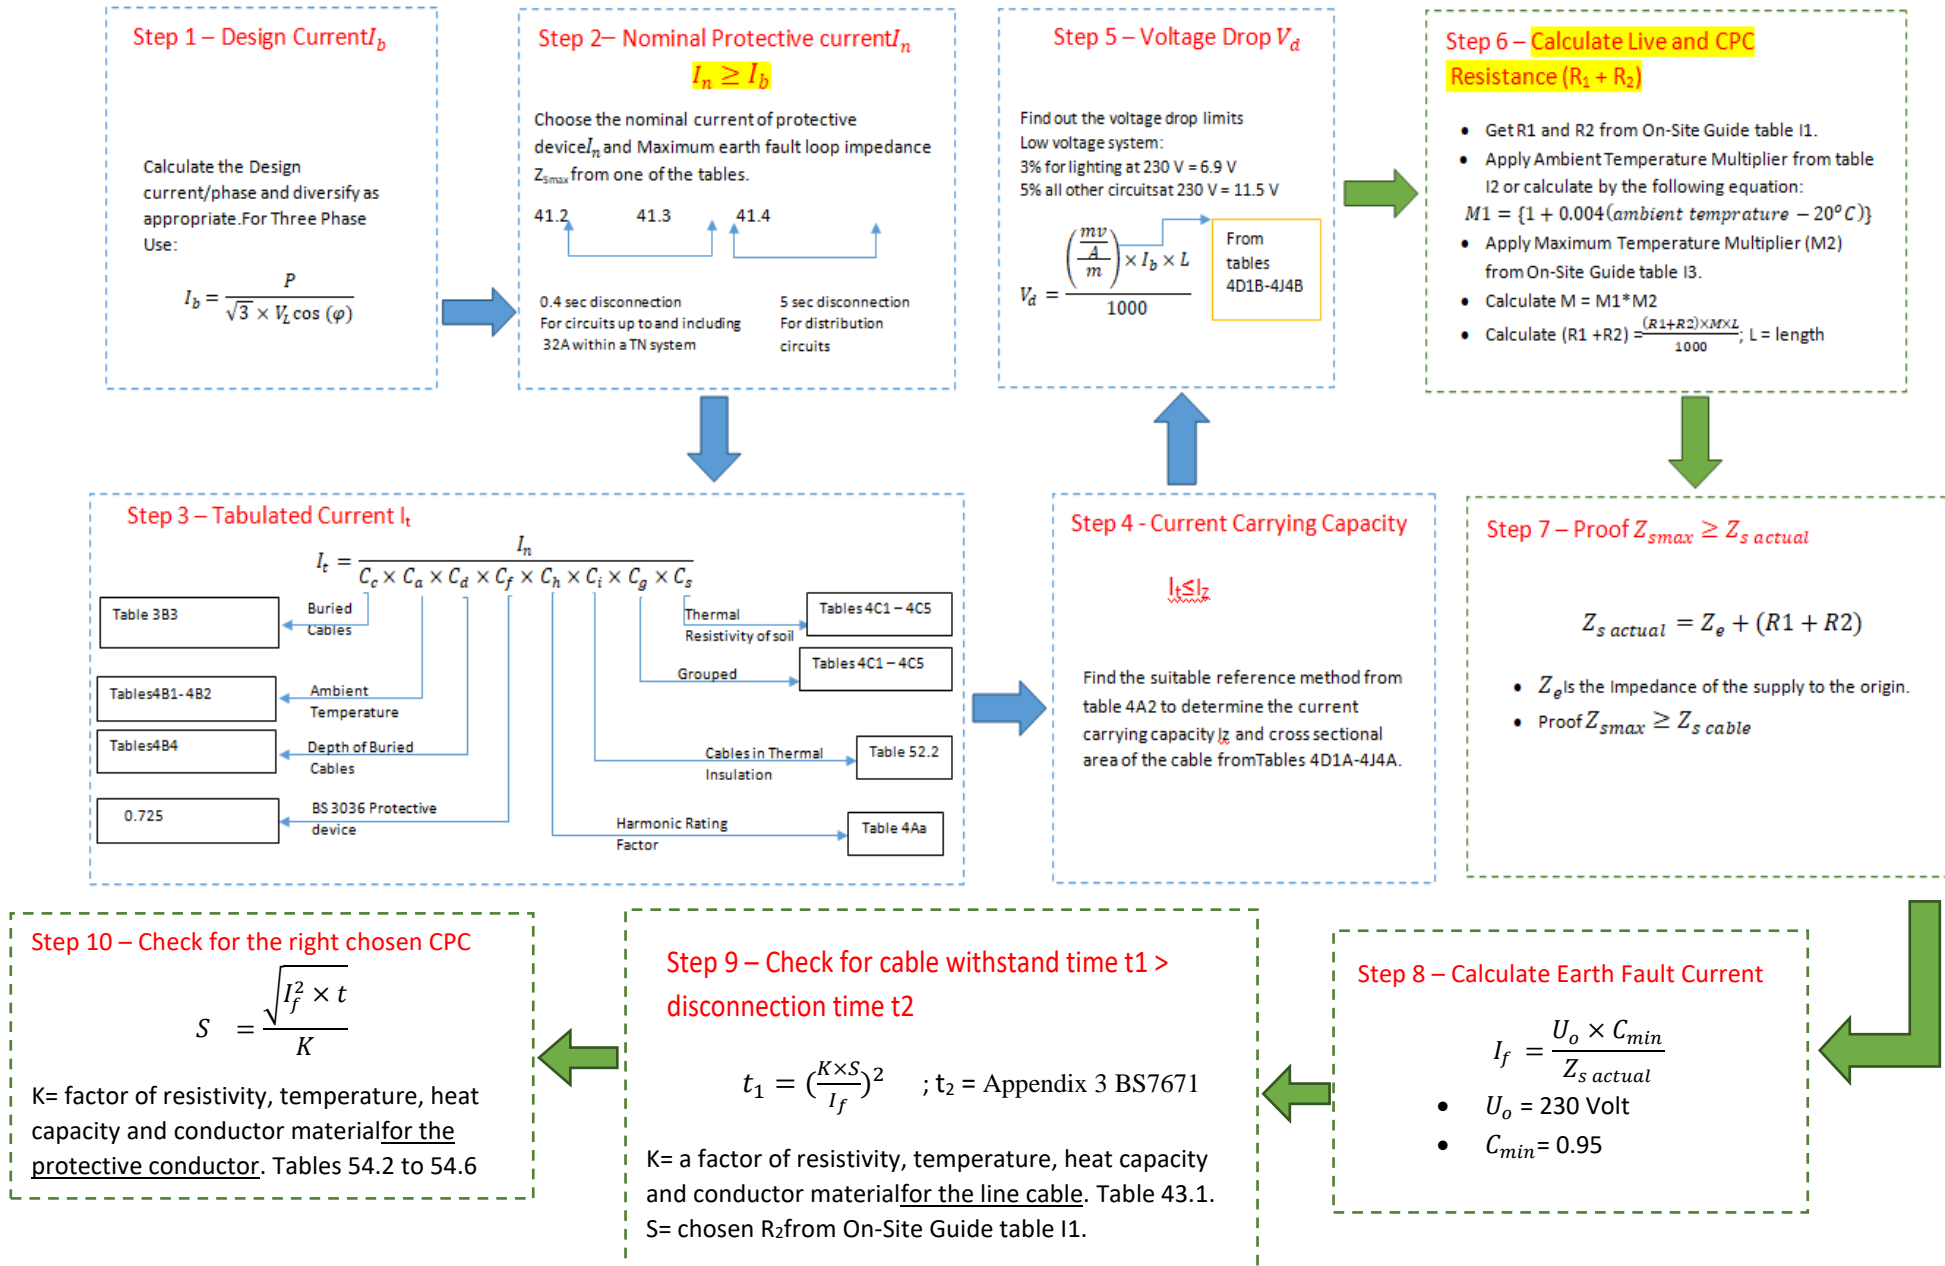 Step 1 – Design Current𝐼𝑏
Calculate the Design
current/phase and diversify as
appropriate.For Three Phase
Use:
I_b = P / (√3 × V_L cos (φ))
Step 2– Nominal Protective current𝐼𝑛
I_n ≥ I_b
Choose the nominal current of protective
device𝐼𝑛 and Maximum earth fault loop impedance
Z_Smax from one of the tables.
41.2 41.3 41.4
0.4 sec disconnection
For circuits up to and including
32A within a TN system
5 sec disconnection
For distribution
circuits
Step 3 – Tabulated Current I_t
I_t = I_n / (C_c × C_a × C_d × C_f × C_h × C_i × C_g × C_s)
Table 3B3
Buried
Cables
Tables4B1- 4B2
Ambient
Temperature
Tables4B4
Depth of Buried
Cables
0.725
BS 3036 Protective
device
Thermal
Resistivity of soil
Tables 4C1 – 4C5
Grouped
Tables 4C1 – 4C5
Cables in Thermal
Insulation
Table 52.2
Harmonic Rating
Factor
Table 4Aa
Step 4 - Current Carrying Capacity
I_t≤I_z
Find the suitable reference method from
table 4A2 to determine the current
carrying capacity Iz and cross sectional
area of the cable fromTables 4D1A-4J4A.
Step 5 – Voltage Drop V_d
Find out the voltage drop limits
Low voltage system:
3% for lighting at 230 V = 6.9 V
5% all other circuitsat 230 V = 11.5 V
V_d = ((mv/A)/m) × I_b × L / 1000
From
tables
4D1B-4J4B
Step 6 – Calculate Live and CPC
Resistance (R₁ + R₂)
• Get R1 and R2 from On-Site Guide table I1.
• Apply Ambient Temperature Multiplier from table
I2 or calculate by the following equation:
M1 = {1 + 0.004(ambient temprature − 20°C)}
• Apply Maximum Temperature Multiplier (M2)
from On-Site Guide table I3.
• Calculate M = M1*M2
• Calculate (R1 +R2) = (R1+R2)×M×L / 1000; L = length
Step 7 – Proof Z_smax ≥ Z_s actual
Z_s actual = Z_e + (R1 + R2)
• Z_eIs the Impedance of the supply to the origin.
• Proof Z_smax ≥ Z_s cable
Step 8 – Calculate Earth Fault Current
I_f = U_o × C_min / Z_s actual
• U_o = 230 Volt
• C_min= 0.95
Step 9 – Check for cable withstand time t1 >
disconnection time t2
t₁ = (K×S / I_f)² ; t₂ = Appendix 3 BS7671
K= a factor of resistivity, temperature, heat capacity
and conductor materialfor the line cable. Table 43.1.
S= chosen R₂from On-Site Guide table I1.
Step 10 – Check for the right chosen CPC
S = √(I_f² × t) / K
K= factor of resistivity, temperature, heat
capacity and conductor materialfor the
protective conductor. Tables 54.2 to 54.6